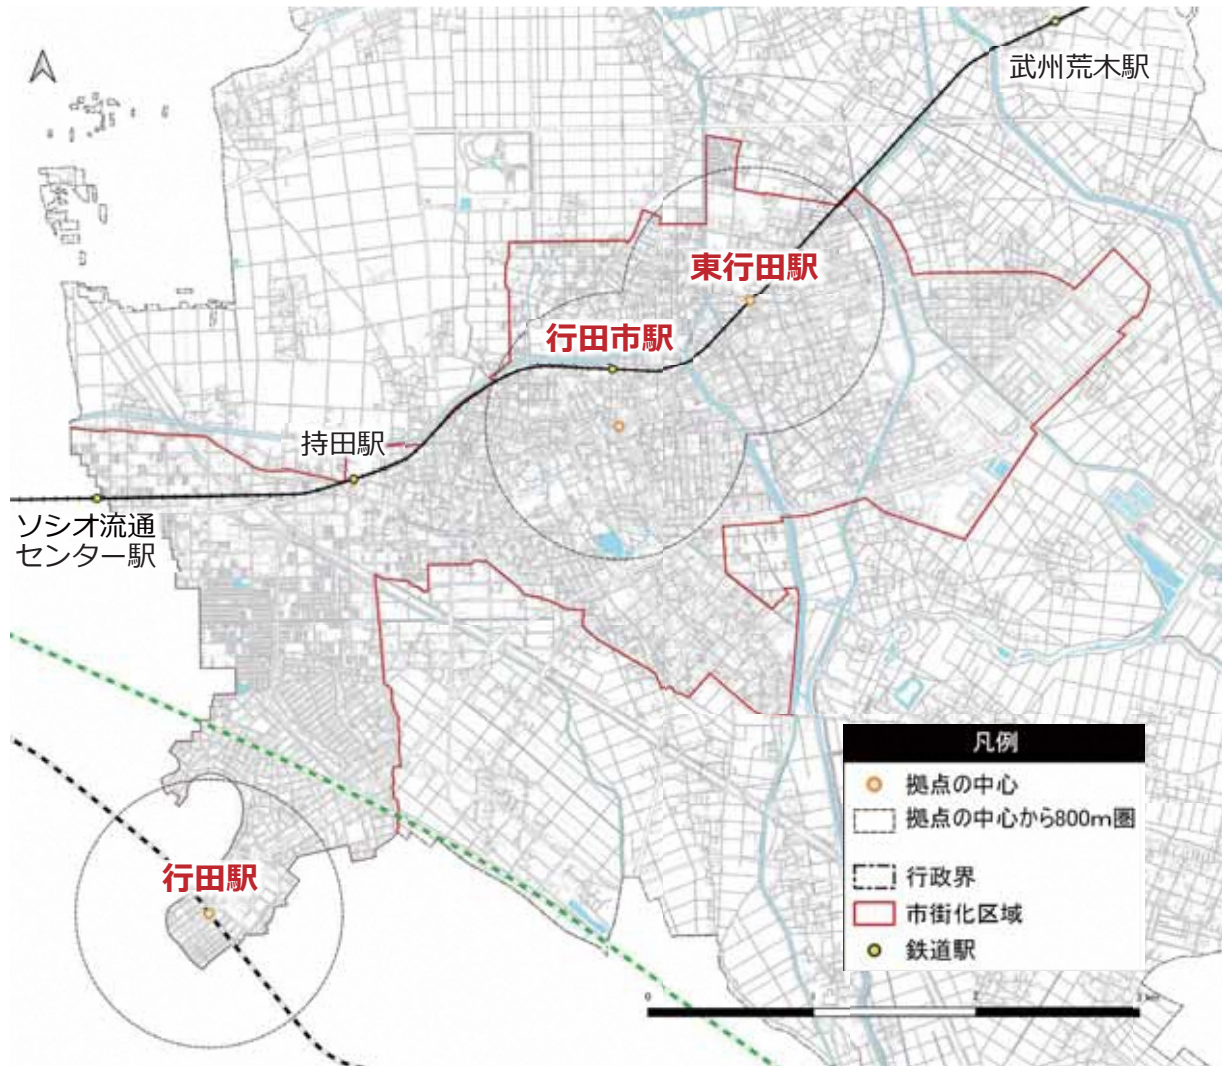 武州荒木駅
東行田駅
行田市駅
持田駅
ソシオ流通
センター駅
行田駅
凡例
拠点の中心
拠点の中心から800m圏
行政界
市街化区域
鉄道駅
0